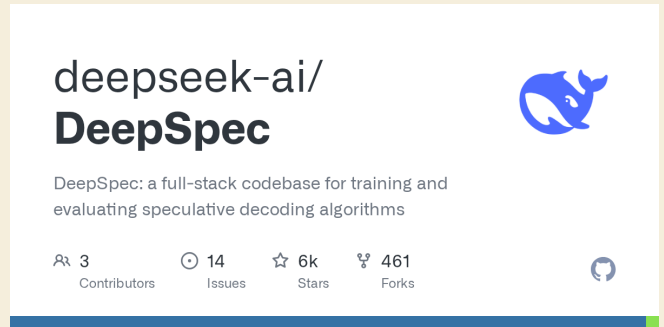 deepseek-ai/
DeepSpec
DeepSpec: a full-stack codebase for training and
evaluating speculative decoding algorithms
3
Contributors
14
Issues
6k
Stars
461
Forks